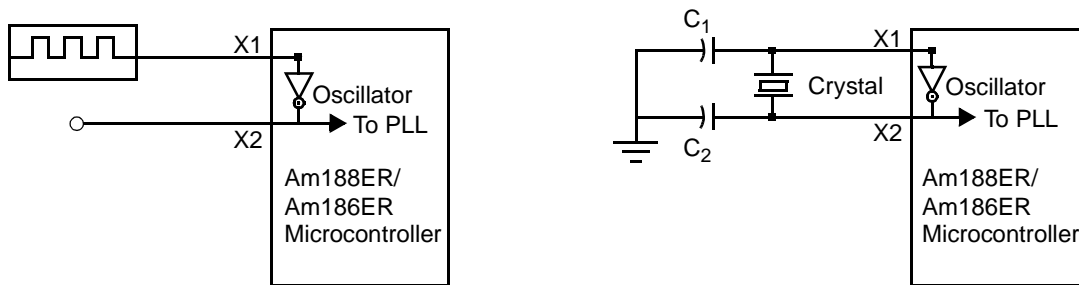 X1
Oscillator
To PLL
X2
Am188ER/
Am186ER
Microcontroller
C1
X1
Crystal
Oscillator
To PLL
X2
C2
Am188ER/
Am186ER
Microcontroller